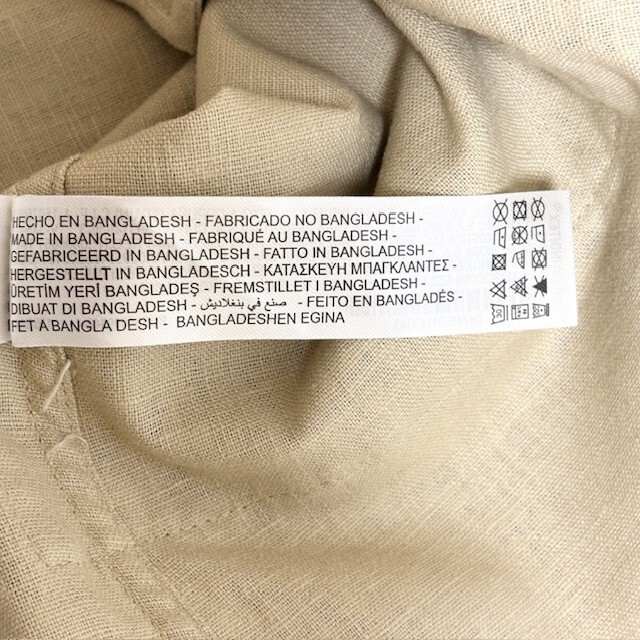 HECHO EN BANGLADESH - FABRICADO NO BANGLADESH -
MADE IN BANGLADESH - FABRIQUÉ AU BANGLADESH -
GEFABRICEERD IN BANGLADESH - FATTO IN BANGLADESH -
HERGESTELLT IN BANGLADESCH - ΚΑΤΑΣΚΕΥΗ ΜΠΑΓΚΛΑΝΤΕΣ -
ÜRETİM YERİ BANGLADEŞ - FREMSTILLET I BANGLADESH -
DIBUAT DI BANGLADESH - صنع في بنغلاديش - FEITO EN BANGLADÉS -
FET A BANGLA DESH - BANGLADESHEN EGINA